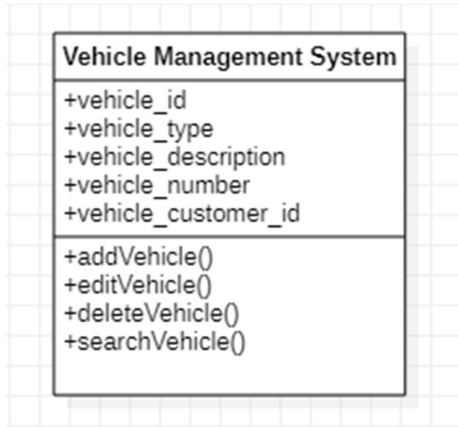 Vehicle Management System
+vehicle_id
+vehicle_type
+vehicle_description
+vehicle_number
+vehicle_customer_id
+addVehicle()
+editVehicle()
+deleteVehicle()
+searchVehicle()